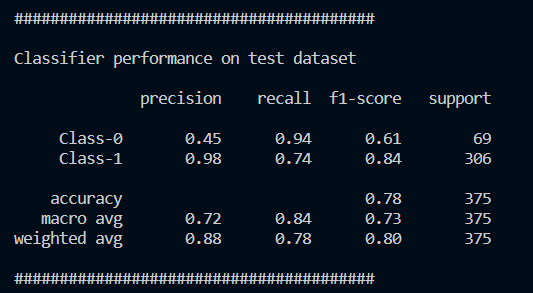 ########################################
Classifier performance on test dataset
precision recall f1-score support
Class-0 0.45 0.94 0.61 69
Class-1 0.98 0.74 0.84 306
accuracy 0.78 375
macro avg 0.72 0.84 0.73 375
weighted avg 0.88 0.78 0.80 375
########################################